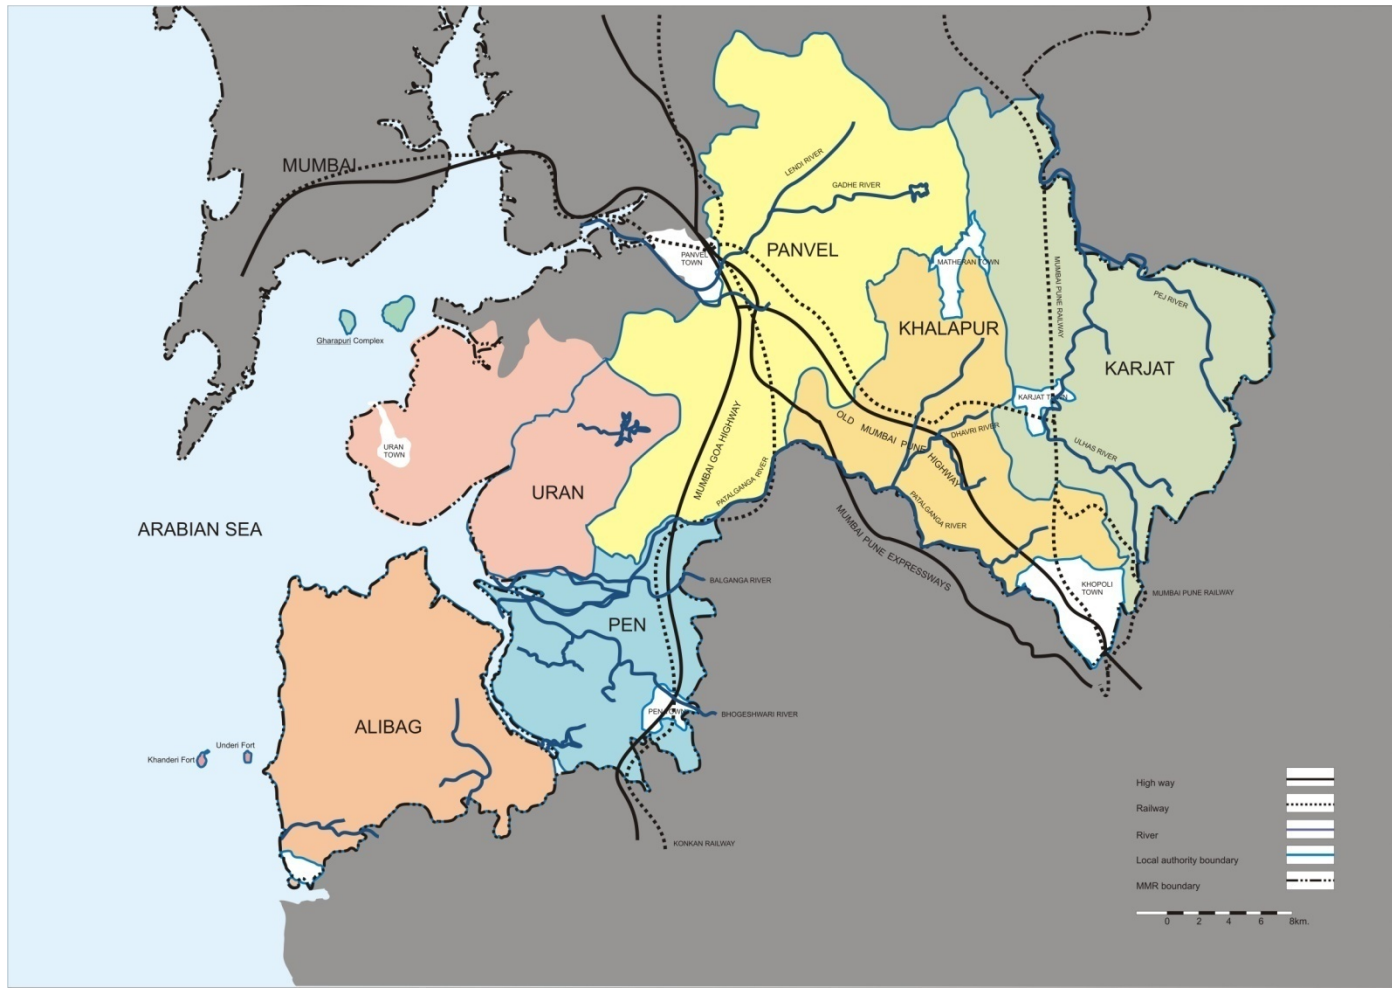 MUMBAI
LENDI RIVER
GADHE RIVER
PANVEL
TOWN
PANVEL
MATHERAN TOWN
MUMBAI PUNE RAILWAY
PEJ RIVER
Gharapuri Complex
KHALAPUR
KARJAT
KARJAT TOWN
URAN
TOWN
OLD MUMBAI PUNE HIGHWAY
DHAVRI RIVER
ULHAS RIVER
MUMBAI GOA HIGHWAY
PATALGANGA RIVER
URAN
PATALGANGA RIVER
ARABIAN SEA
MUMBAI PUNE EXPRESSWAYS
BALGANGA RIVER
KHOPOLI
TOWN
MUMBAI PUNE RAILWAY
PEN
PEN TOWN
BHOGESHWARI RIVER
ALIBAG
Underi Fort
Khanderi Fort
KONKAN RAILWAY
High way
Railway
River
Local authority boundary
MMR boundary
0 2 4 6 8km.